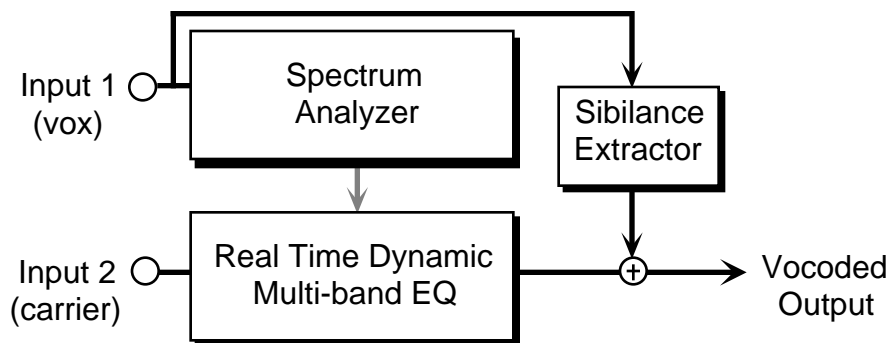 Input 1
(vox)
Spectrum
Analyzer
Sibilance
Extractor
Input 2
(carrier)
Real Time Dynamic
Multi-band EQ
+
Vocoded
Output